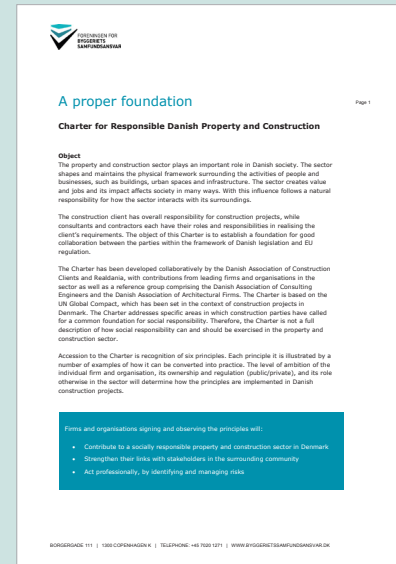 FORENINGEN FOR
BYGGERIETS
SAMFUNDSANSVAR
A proper foundation
Page 1
Charter for Responsible Danish Property and Construction
Object
The property and construction sector plays an important role in Danish society. The sector
shapes and maintains the physical framework surrounding the activities of people and
businesses, such as buildings, urban spaces and infrastructure. The sector creates value
and jobs and its impact affects society in many ways. With this influence follows a natural
responsibility for how the sector interacts with its surroundings.
The construction client has overall responsibility for construction projects, while
consultants and contractors each have their roles and responsibilities in realising the
client's requirements. The object of this Charter is to establish a foundation for good
collaboration between the parties within the framework of Danish legislation and EU
regulation.
The Charter has been developed collaboratively by the Danish Association of Construction
Clients and Realdania, with contributions from leading firms and organisations in the
sector as well as a reference group comprising the Danish Association of Consulting
Engineers and the Danish Association of Architectural Firms. The Charter is based on the
UN Global Compact, which has been set in the context of construction projects in
Denmark. The Charter addresses specific areas in which construction parties have called
for a common foundation for social responsibility. Therefore, the Charter is not a full
description of how social responsibility can and should be exercised in the property and
construction sector.
Accession to the Charter is recognition of six principles. Each principle it is illustrated by a
number of examples of how it can be converted into practice. The level of ambition of the
individual firm and organisation, its ownership and regulation (public/private), and its role
otherwise in the sector will determine how the principles are implemented in Danish
construction projects.
Firms and organisations signing and observing the principles will:
• Contribute to a socially responsible property and construction sector in Denmark
• Strengthen their links with stakeholders in the surrounding community
• Act professionally, by identifying and managing risks
BORGERGADE 111 | 1300 COPENHAGEN K | TELEPHONE: +45 7020 1271 | WWW.BYGGERIETSSAMFUNDSANSVAR.DK